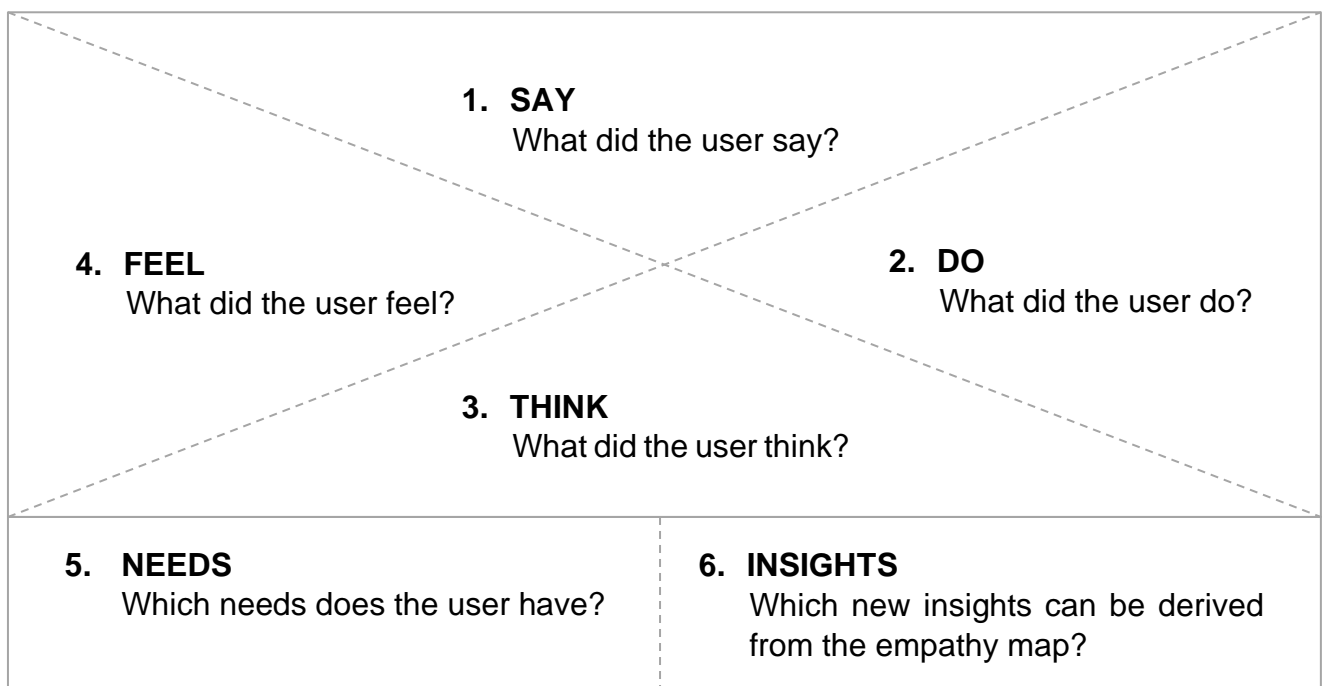 1. SAY
What did the user say?
2. DO
What did the user do?
3. THINK
What did the user think?
4. FEEL
What did the user feel?
5. NEEDS
Which needs does the user have?
6. INSIGHTS
Which new insights can be derived
from the empathy map?